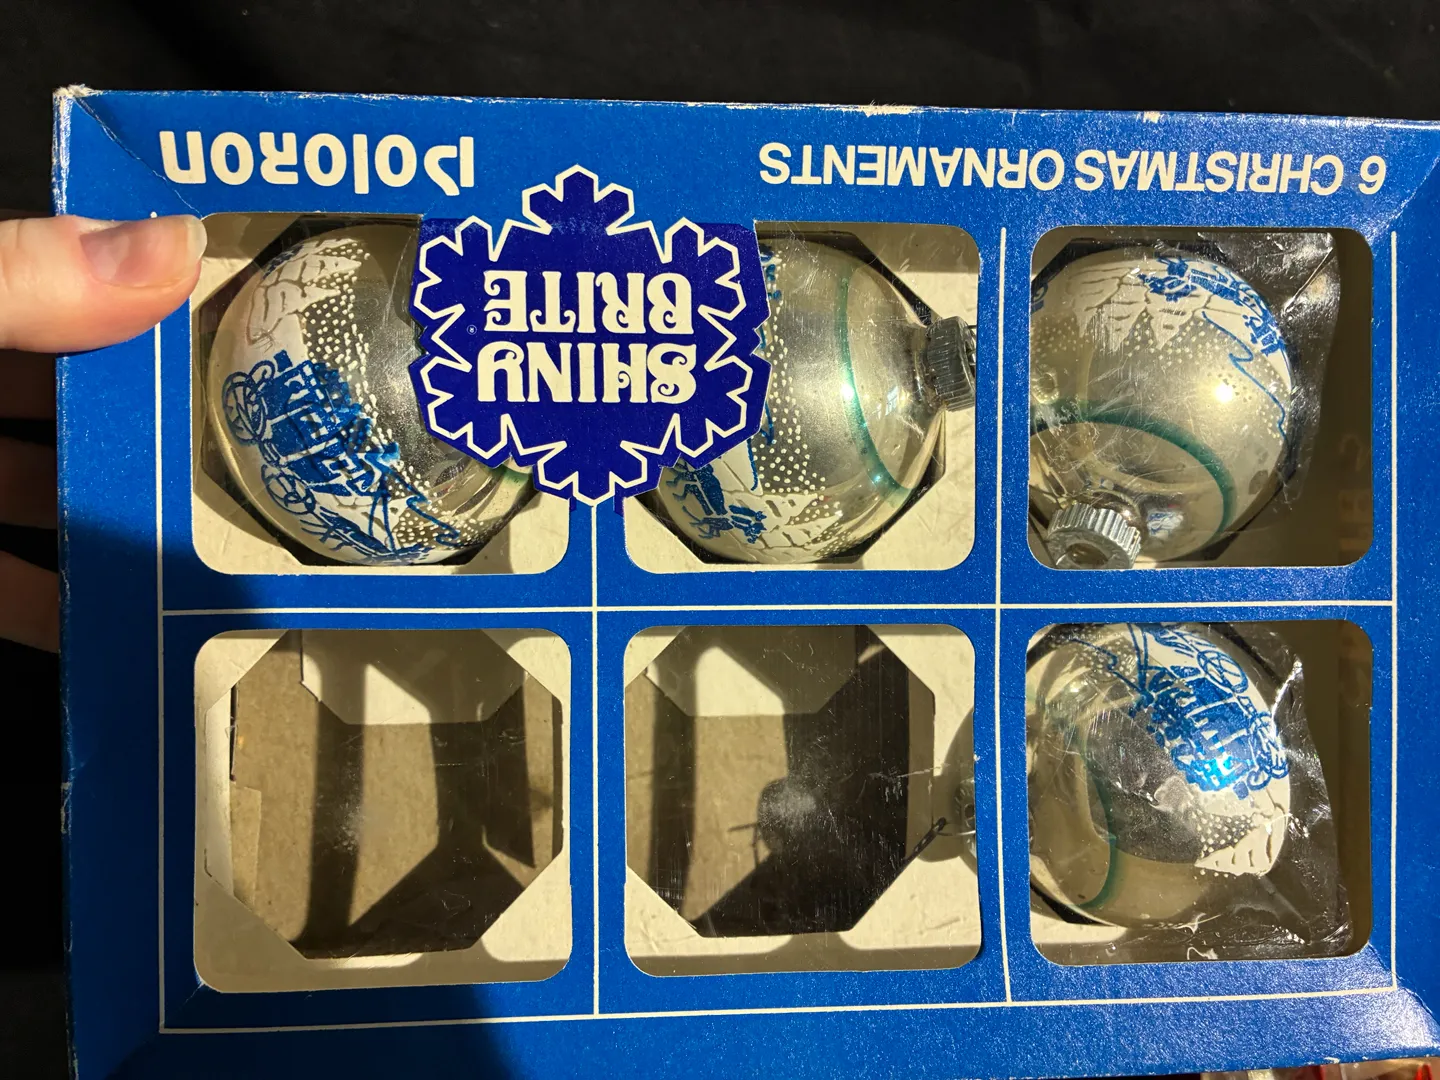 SHINY
BRITE®
6 CHRISTMAS ORNAMENTS
poloron